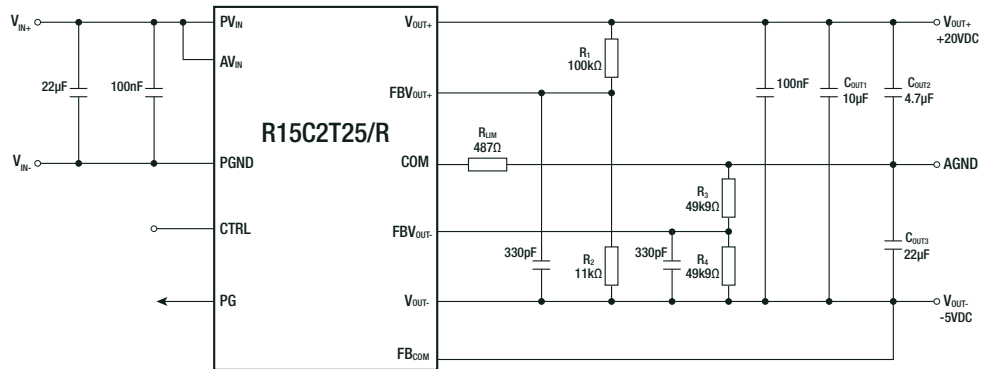 VIN+
22µF
100nF
VIN-
PVIN
AVIN
PGND
CTRL
PG
R15C2T25/R
VOUT+
FBVOUT+
COM
FBVOUT-
VOUT-
FBCOM
R1
100kΩ
RLIM
487Ω
330pF
R2
11kΩ
330pF
R3
49k9Ω
R4
49k9Ω
100nF
COUT1
10µF
COUT2
4.7µF
COUT3
22µF
VOUT+
+20VDC
AGND
VOUT-
-5VDC